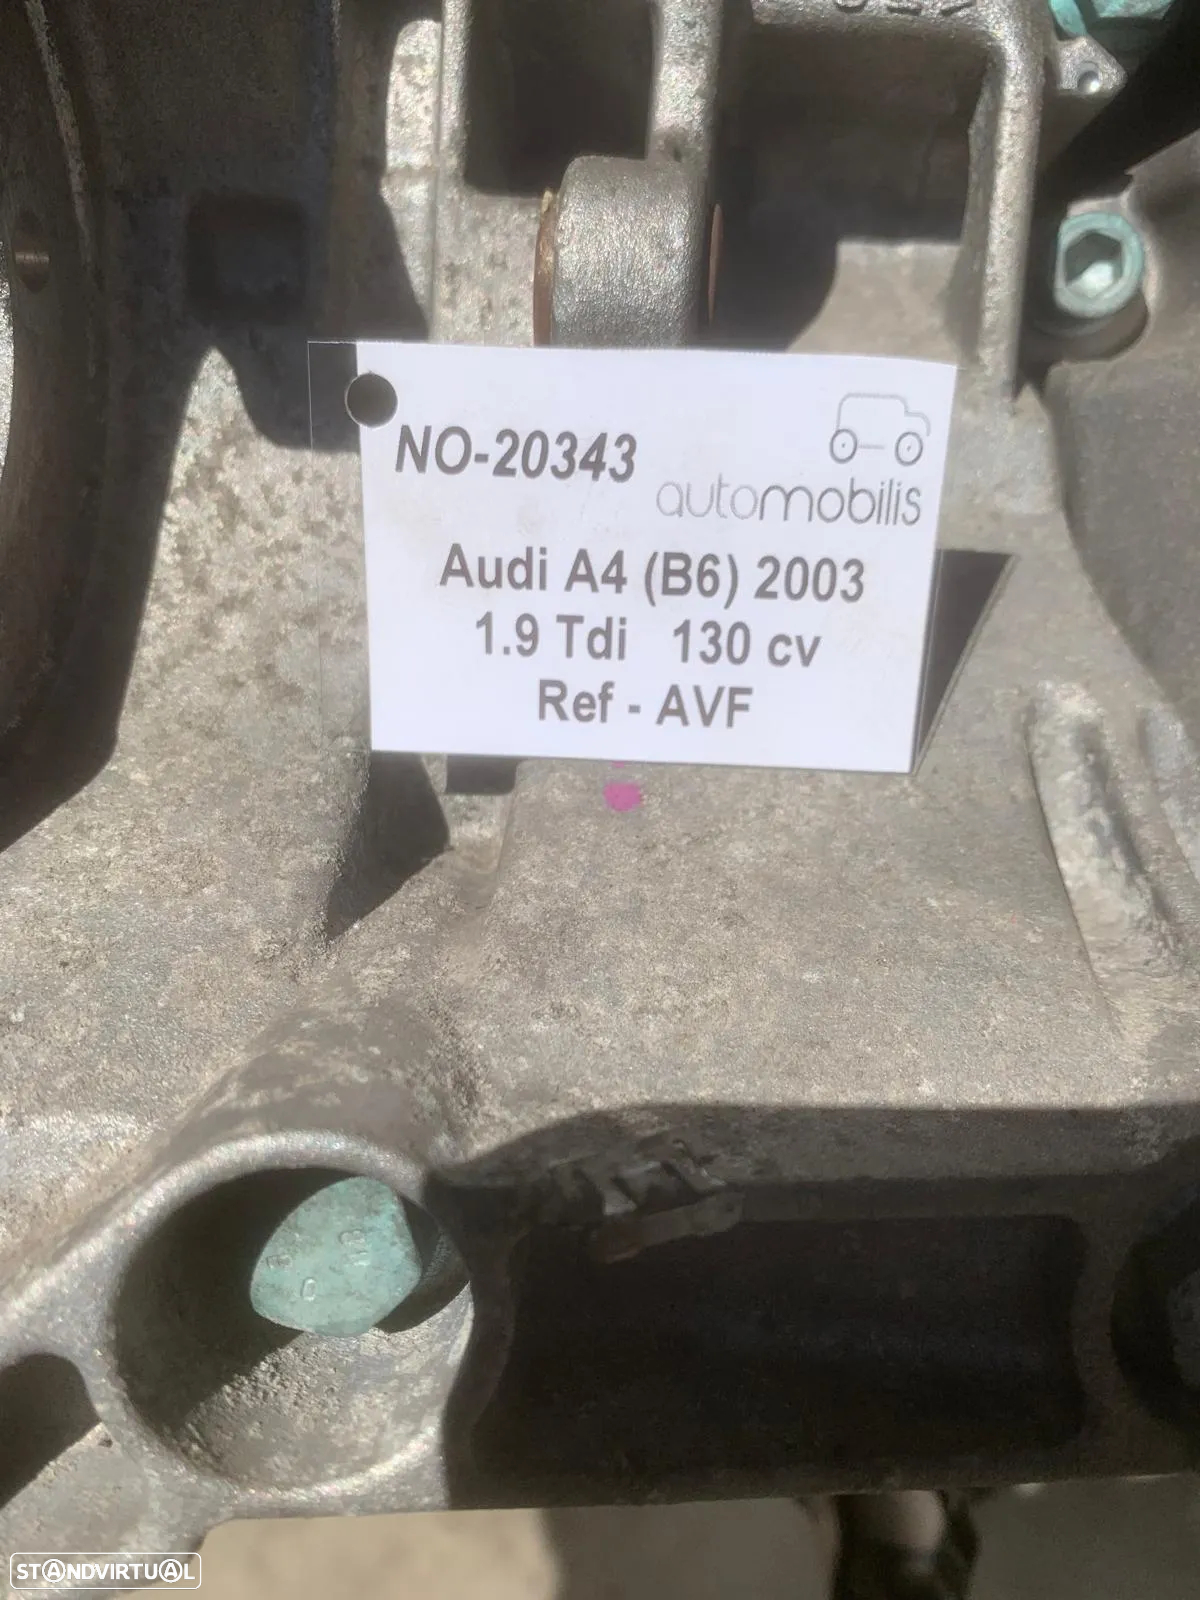 NO-20343
automobilis
Audi A4 (B6) 2003
1.9 Tdi 130 cv
Ref - AVF
STANDVIRTUAL